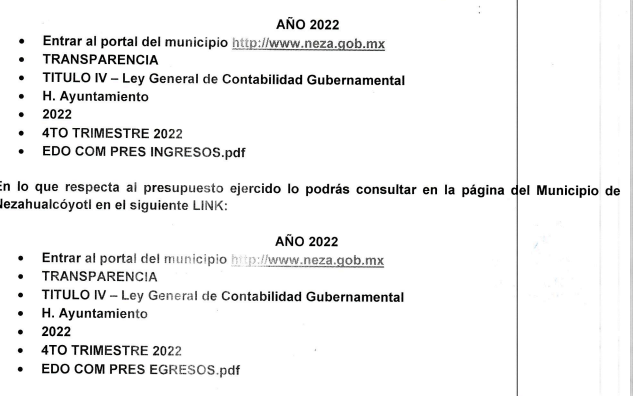 AÑO 2022
• Entrar al portal del municipio http://www.neza.gob.mx
• TRANSPARENCIA
• TITULO IV – Ley General de Contabilidad Gubernamental
• H. Ayuntamiento
• 2022
• 4TO TRIMESTRE 2022
• EDO COM PRES INGRESOS.pdf
En lo que respecta al presupuesto ejercido lo podrás consultar en la página del Municipio de
Nezahualcóyotl en el siguiente LINK:
AÑO 2022
• Entrar al portal del municipio http://www.neza.gob.mx
• TRANSPARENCIA
• TITULO IV – Ley General de Contabilidad Gubernamental
• H. Ayuntamiento
• 2022
• 4TO TRIMESTRE 2022
• EDO COM PRES EGRESOS.pdf